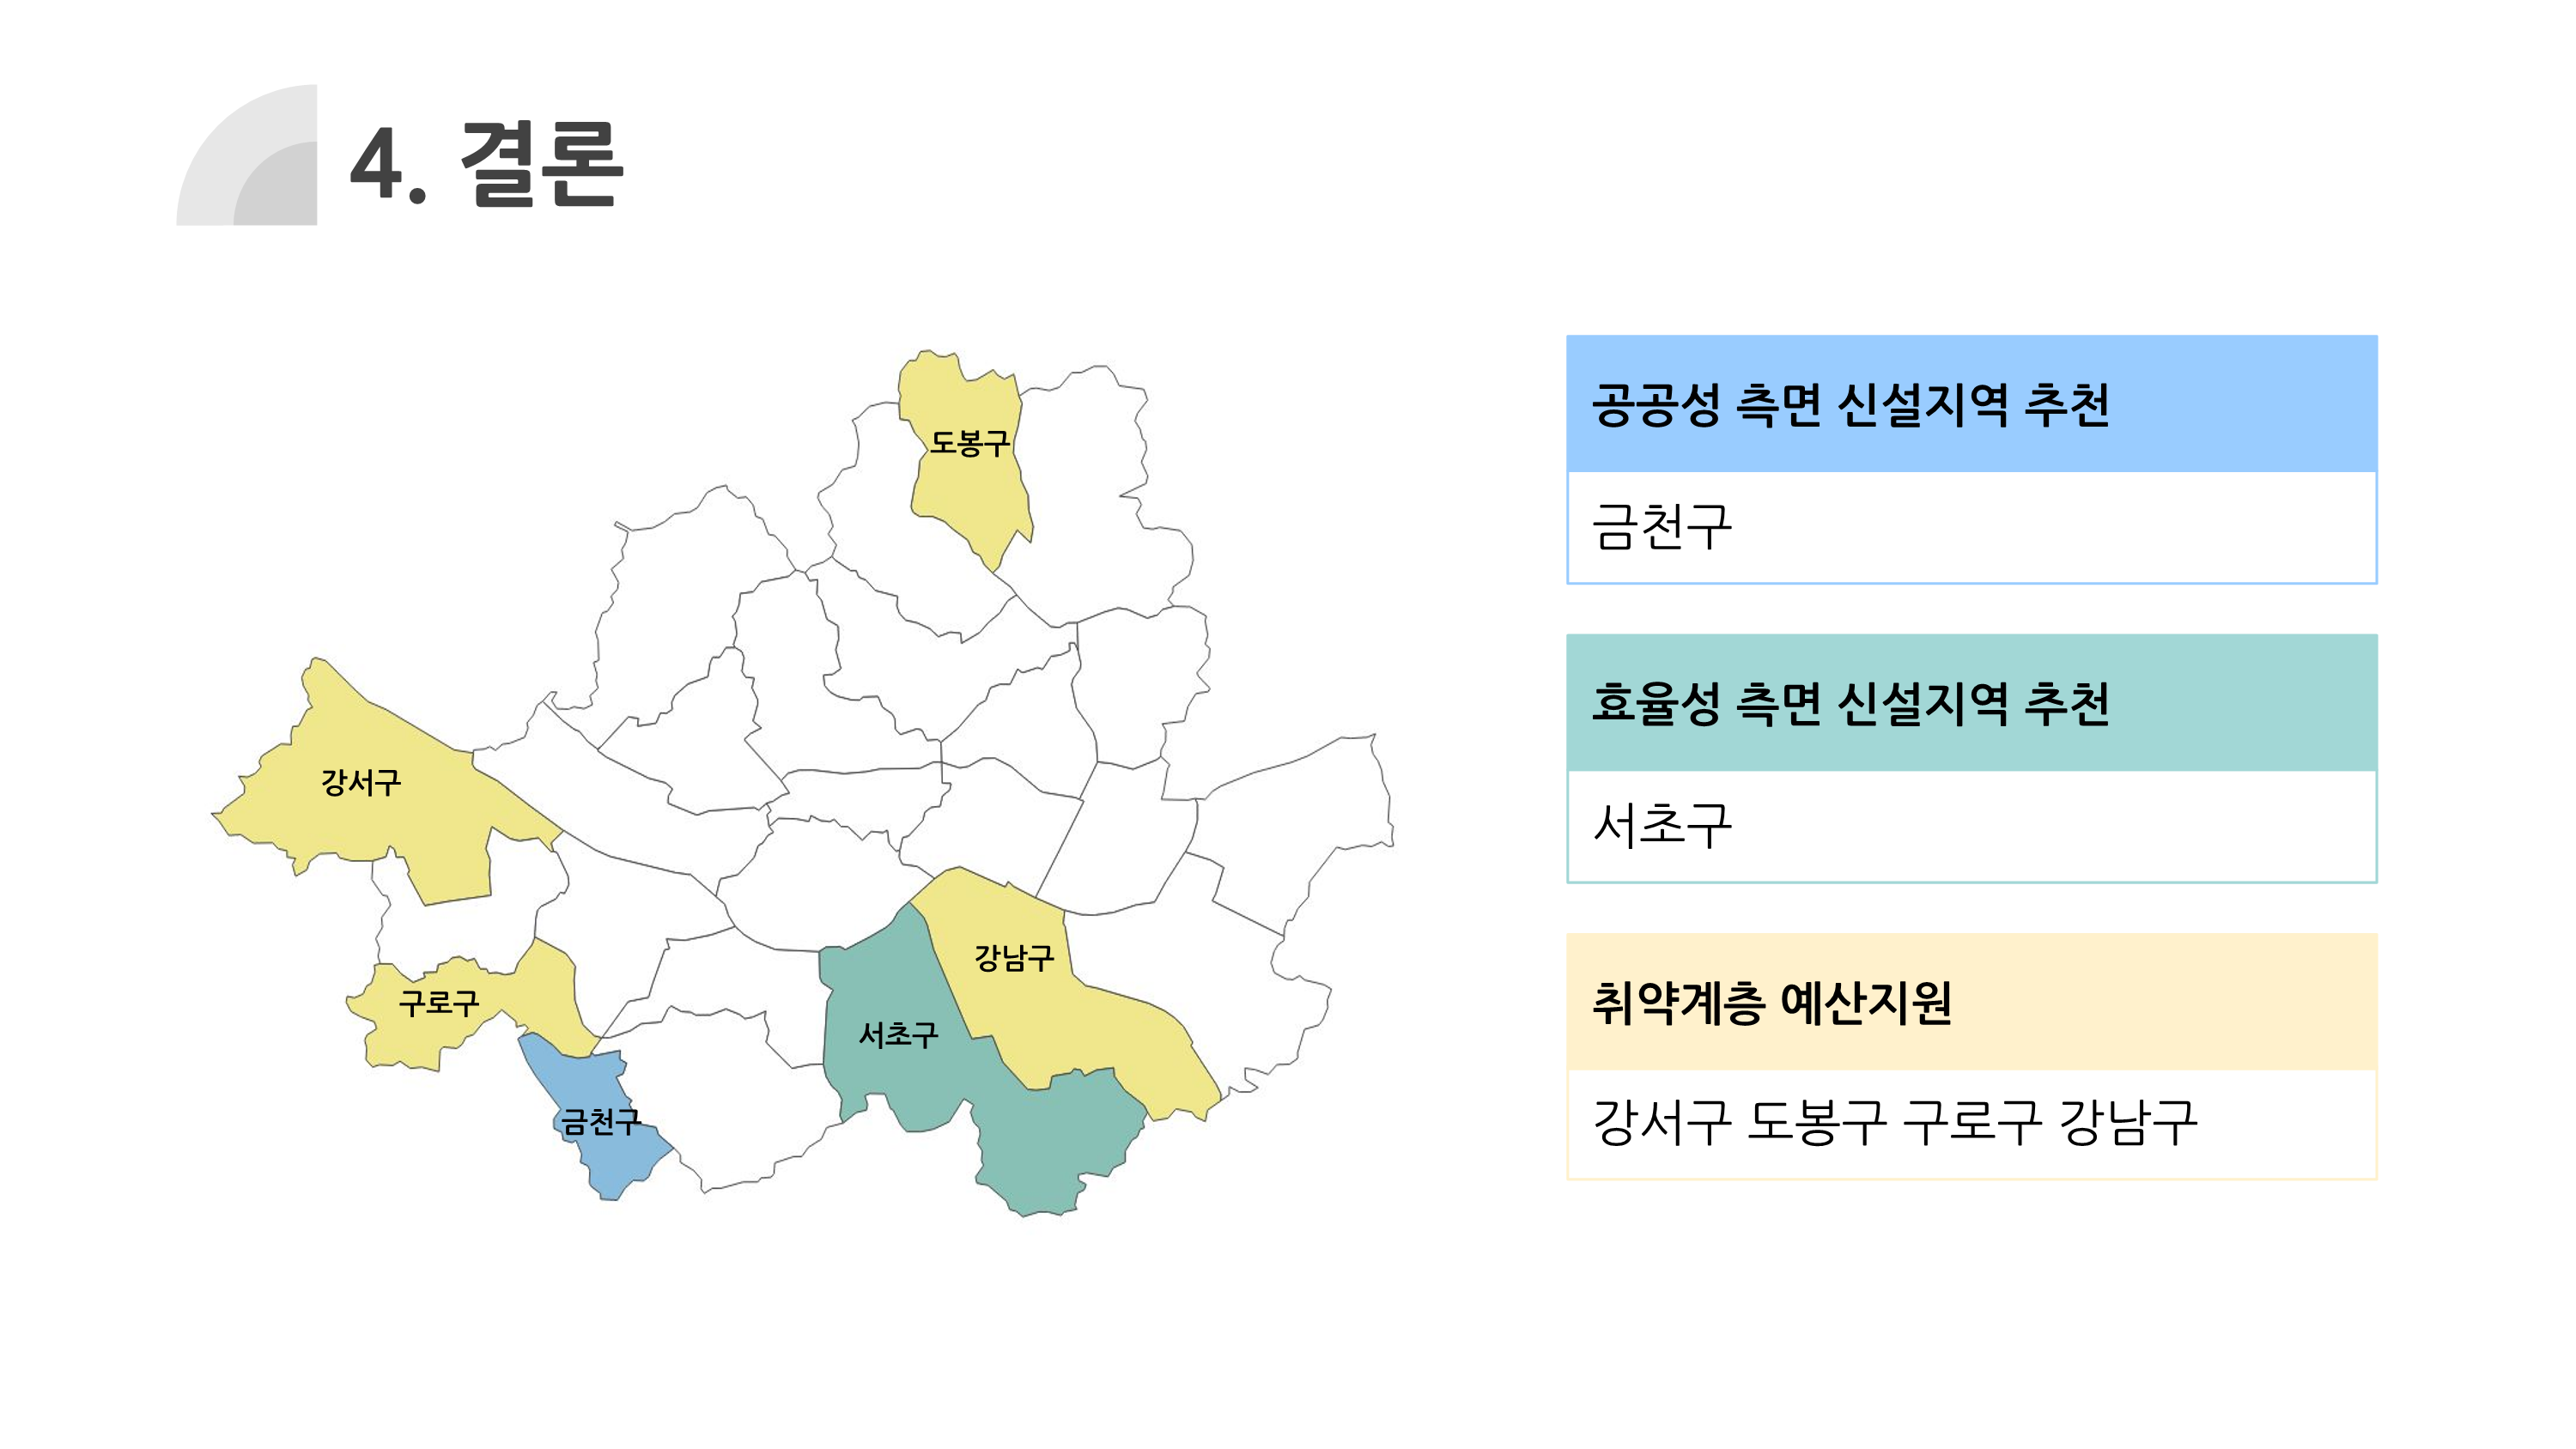 4. 결론
도봉구
강서구
강남구
구로구
서초구
금천구
공공성 측면 신설지역 추천
금천구
효율성 측면 신설지역 추천
서초구
취약계층 예산지원
강서구 도봉구 구로구 강남구